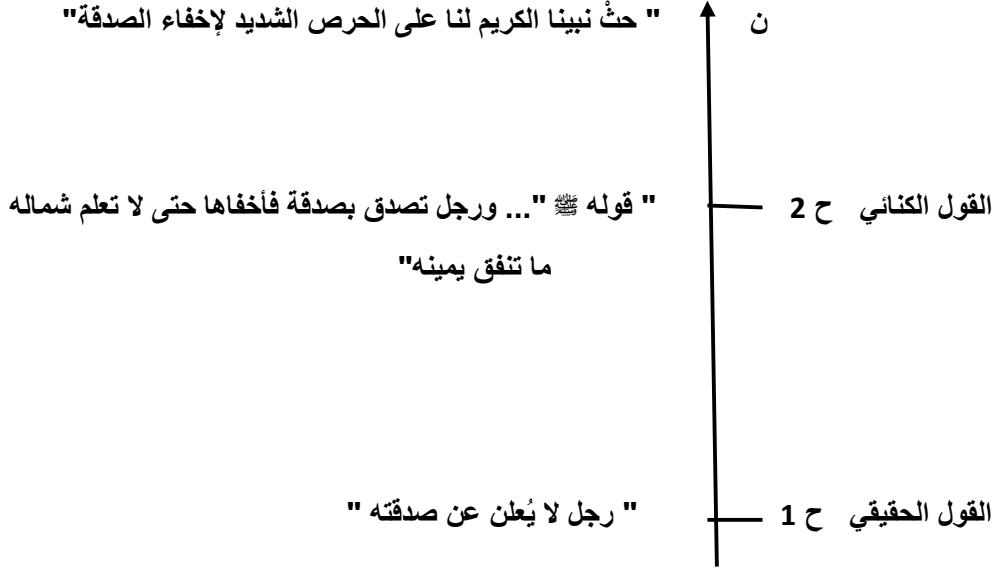 ن " حثْ نبينا الكريم لنا على الحرص الشديد لإخفاء الصدقة"
القول الكنائي ح 2 " قوله ﷺ "... ورجل تصدق بصدقة فأخفاها حتى لا تعلم شماله
ما تنفق يمينه"
القول الحقيقي ح 1 " رجل لا يُعلن عن صدقته "